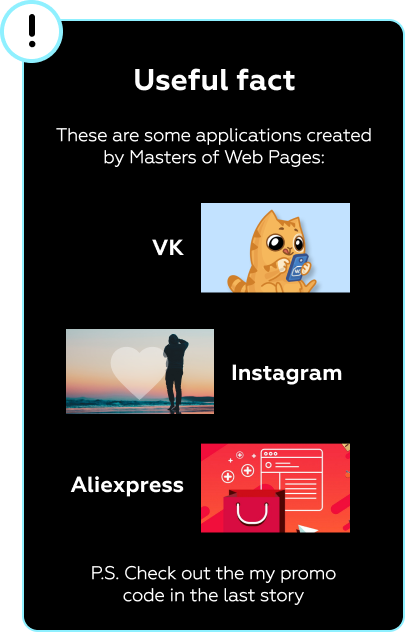 !
Useful fact
These are some applications created
by Masters of Web Pages:
VK
Instagram
Aliexpress
P.S. Check out the my promo
code in the last story